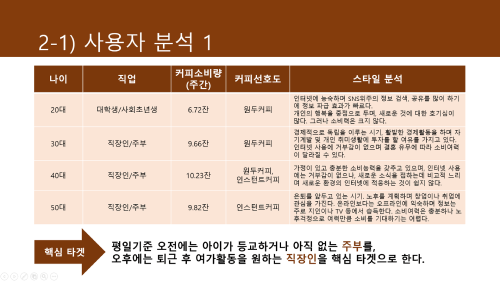 2-1) 사용자 분석 1
나이
직업
커피소비량
(주간)
커피선호도
스타일 분석
20대
대학생/사회초년생
6.72잔
원두커피
인터넷에 능숙하며 SNS위주의 정보 검색, 공유를 많이 하기
에 정보 파급 효과가 빠르다.
개인의 행복을 중점으로 두며, 새로운 것에 대한 호기심이
많다. 그러나 소비력은 크지 않다.
30대
직장인/주부
9.66잔
원두커피
경제적으로 독립을 이루는 시기, 활발한 경제활동을 하며 자
기계발 및 개인 취미생활에 투자를 할 여유를 가지고 있다.
인터넷 사용에 거부감이 없으며 결혼 유무에 따라 소비여력
이 달라질 수 있다.
40대
직장인/주부
10.23잔
원두커피,
인스턴트커피
가정이 있고 충분한 소비능력을 갖추고 있으며, 인터넷 사용
에는 거부감이 없으나, 새로운 소식을 접하는데 비교적 느리
며 새로운 환경의 인터넷에 적응하는 것이 쉽지 않다.
50대
직장인/주부
9.82잔
인스턴트커피
은퇴를 앞두고 있는 시기, 노후를 계획하며 창업이나 취업에
관심을 가진다. 온라인보다는 오프라인에 익숙하며 정보는
주로 지인이나 TV 등에서 습득한다. 소비여력은 충분하나 노
후걱정으로 여력만큼 소비를 기대하기는 어렵다.
핵심 타겟
평일기준 오전에는 아이가 등교하거나 아직 없는 주부를,
오후에는 퇴근 후 여가활동을 원하는 직장인을 핵심 타겟으로 한다.